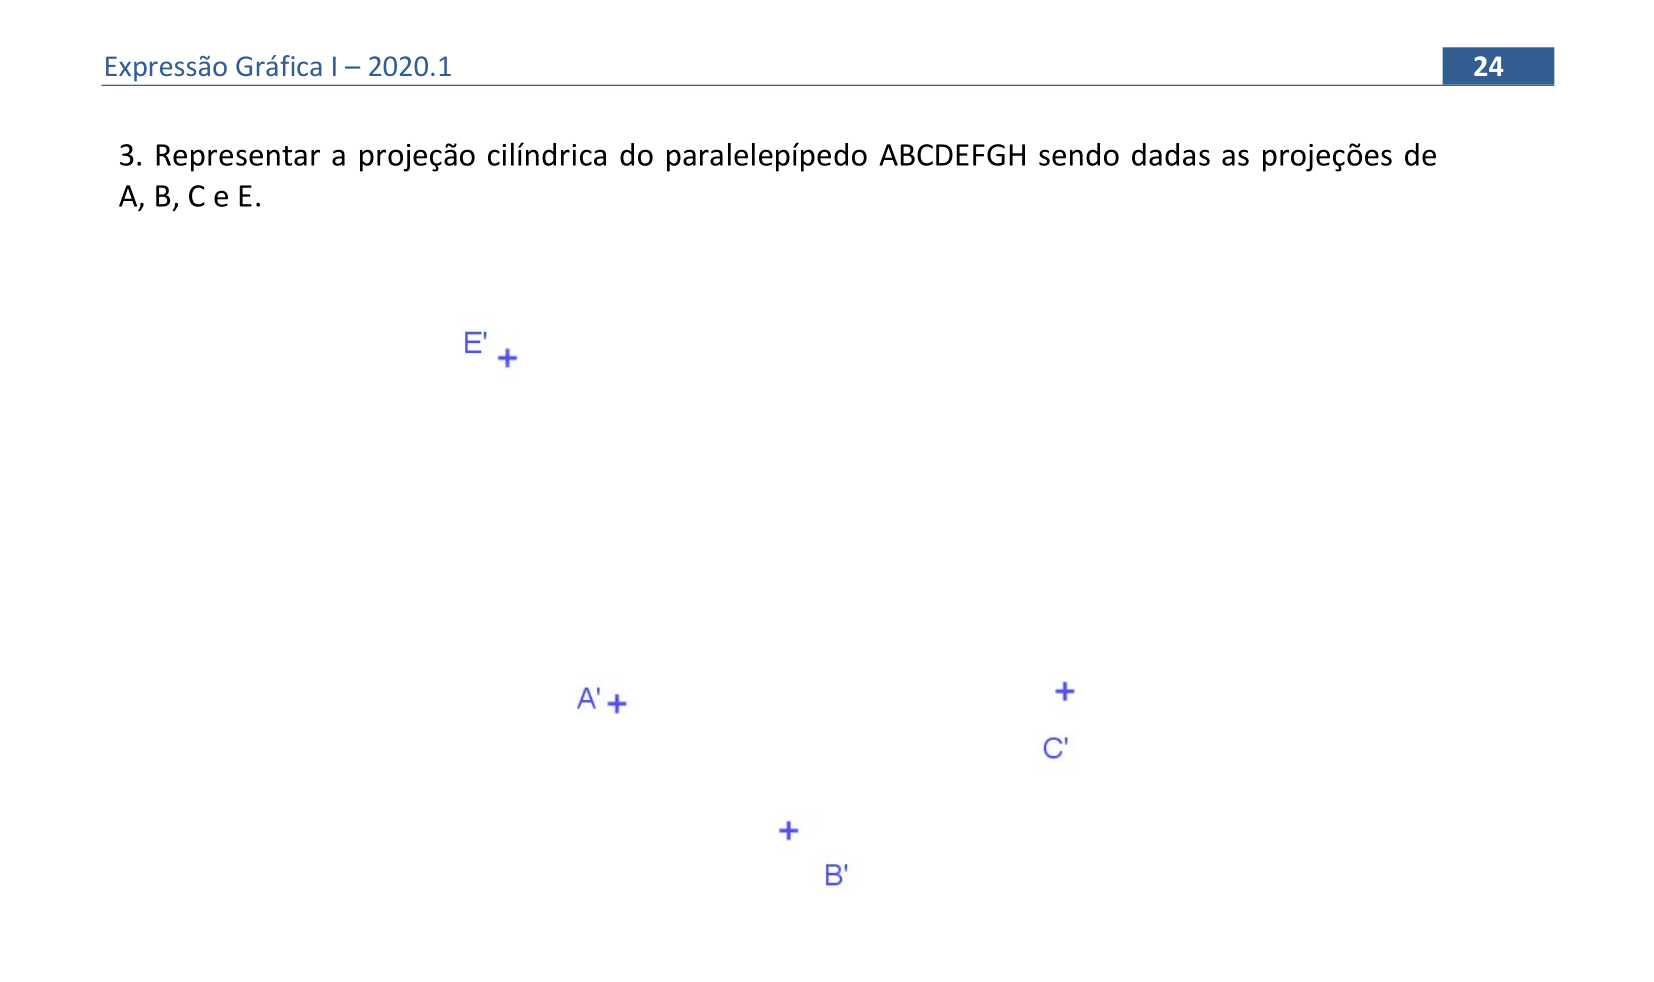 Expressão Gráfica I – 2020.1 24
3. Representar a projeção cilíndrica do paralelepípedo ABCDEFGH sendo dadas as projeções de
A, B, C e E.
E'
A'
C'
B'